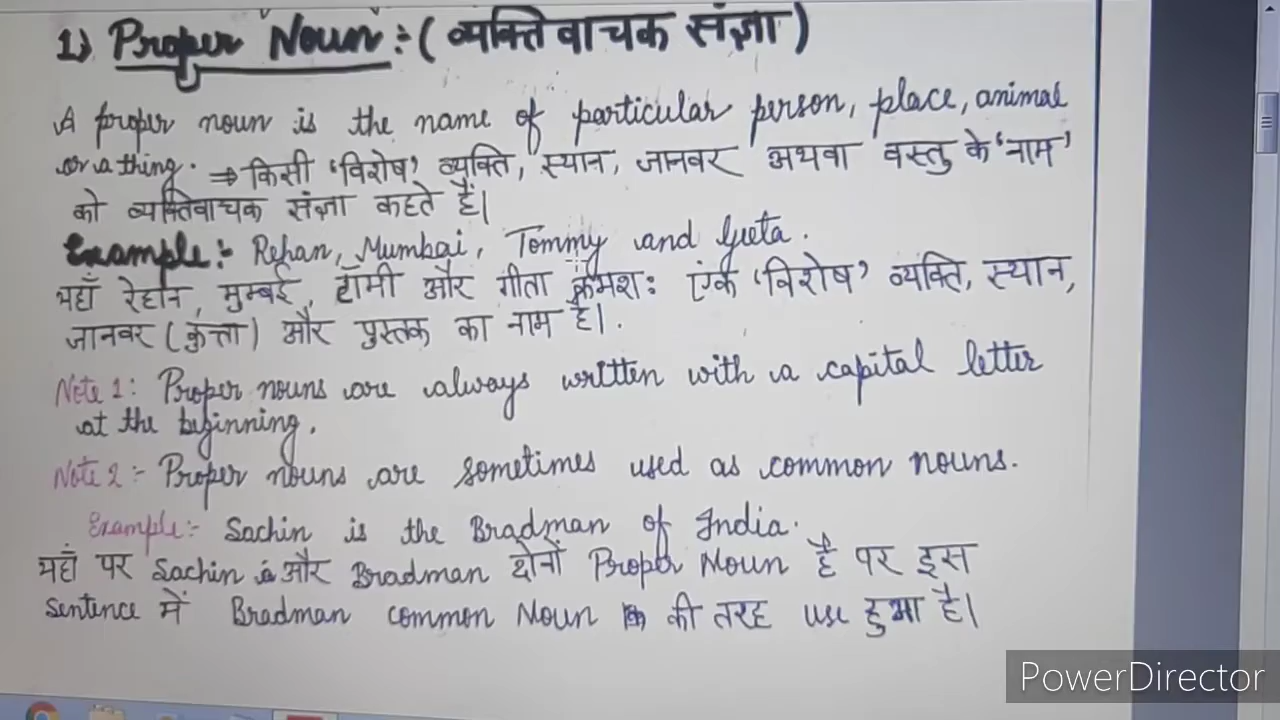 1) Proper Noun :- (व्यक्तिवाचक संज्ञा)
A proper noun is the name of particular person, place, animal
or a thing. ⇒ किसी 'विशेष' व्यक्ति, स्थान, जानवर अथवा वस्तु के 'नाम'
को व्यक्तिवाचक संज्ञा कहते हैं।
Example:- Rehan, Mumbai, Tommy and Geeta.
यहाँ रेहान, मुम्बई, टॉमी और गीता क्रमश: एक 'विशेष' व्यक्ति, स्थान,
जानवर (कुत्ता) और पुस्तक का नाम है।
Note 1: Proper nouns are always written with a capital letter
at the beginning.
Note 2:- Proper nouns are sometimes used as common nouns.
Example:- Sachin is the Bradman of India.
यहाँ पर Sachin और Bradman दोनों Proper Noun है पर इस
sentence में Bradman common Noun की तरह use हुआ है।
PowerDirector